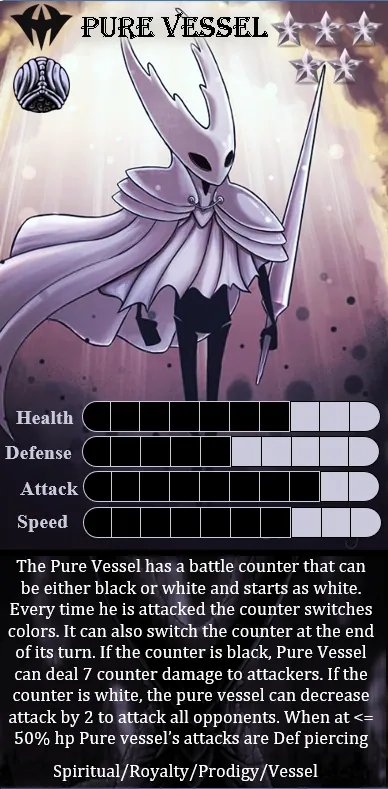 PURE VESSEL
Health
Defense
Attack
Speed
The Pure Vessel has a battle counter that can
be either black or white and starts as white.
Every time he is attacked the counter switches
colors. It can also switch the counter at the end
of its turn. If the counter is black, Pure Vessel
can deal 7 counter damage to attackers. If the
counter is white, the pure vessel can decrease
attack by 2 to attack all opponents. When at <=
50% hp Pure vessel's attacks are Def piercing
Spiritual/Royalty/Prodigy/Vessel